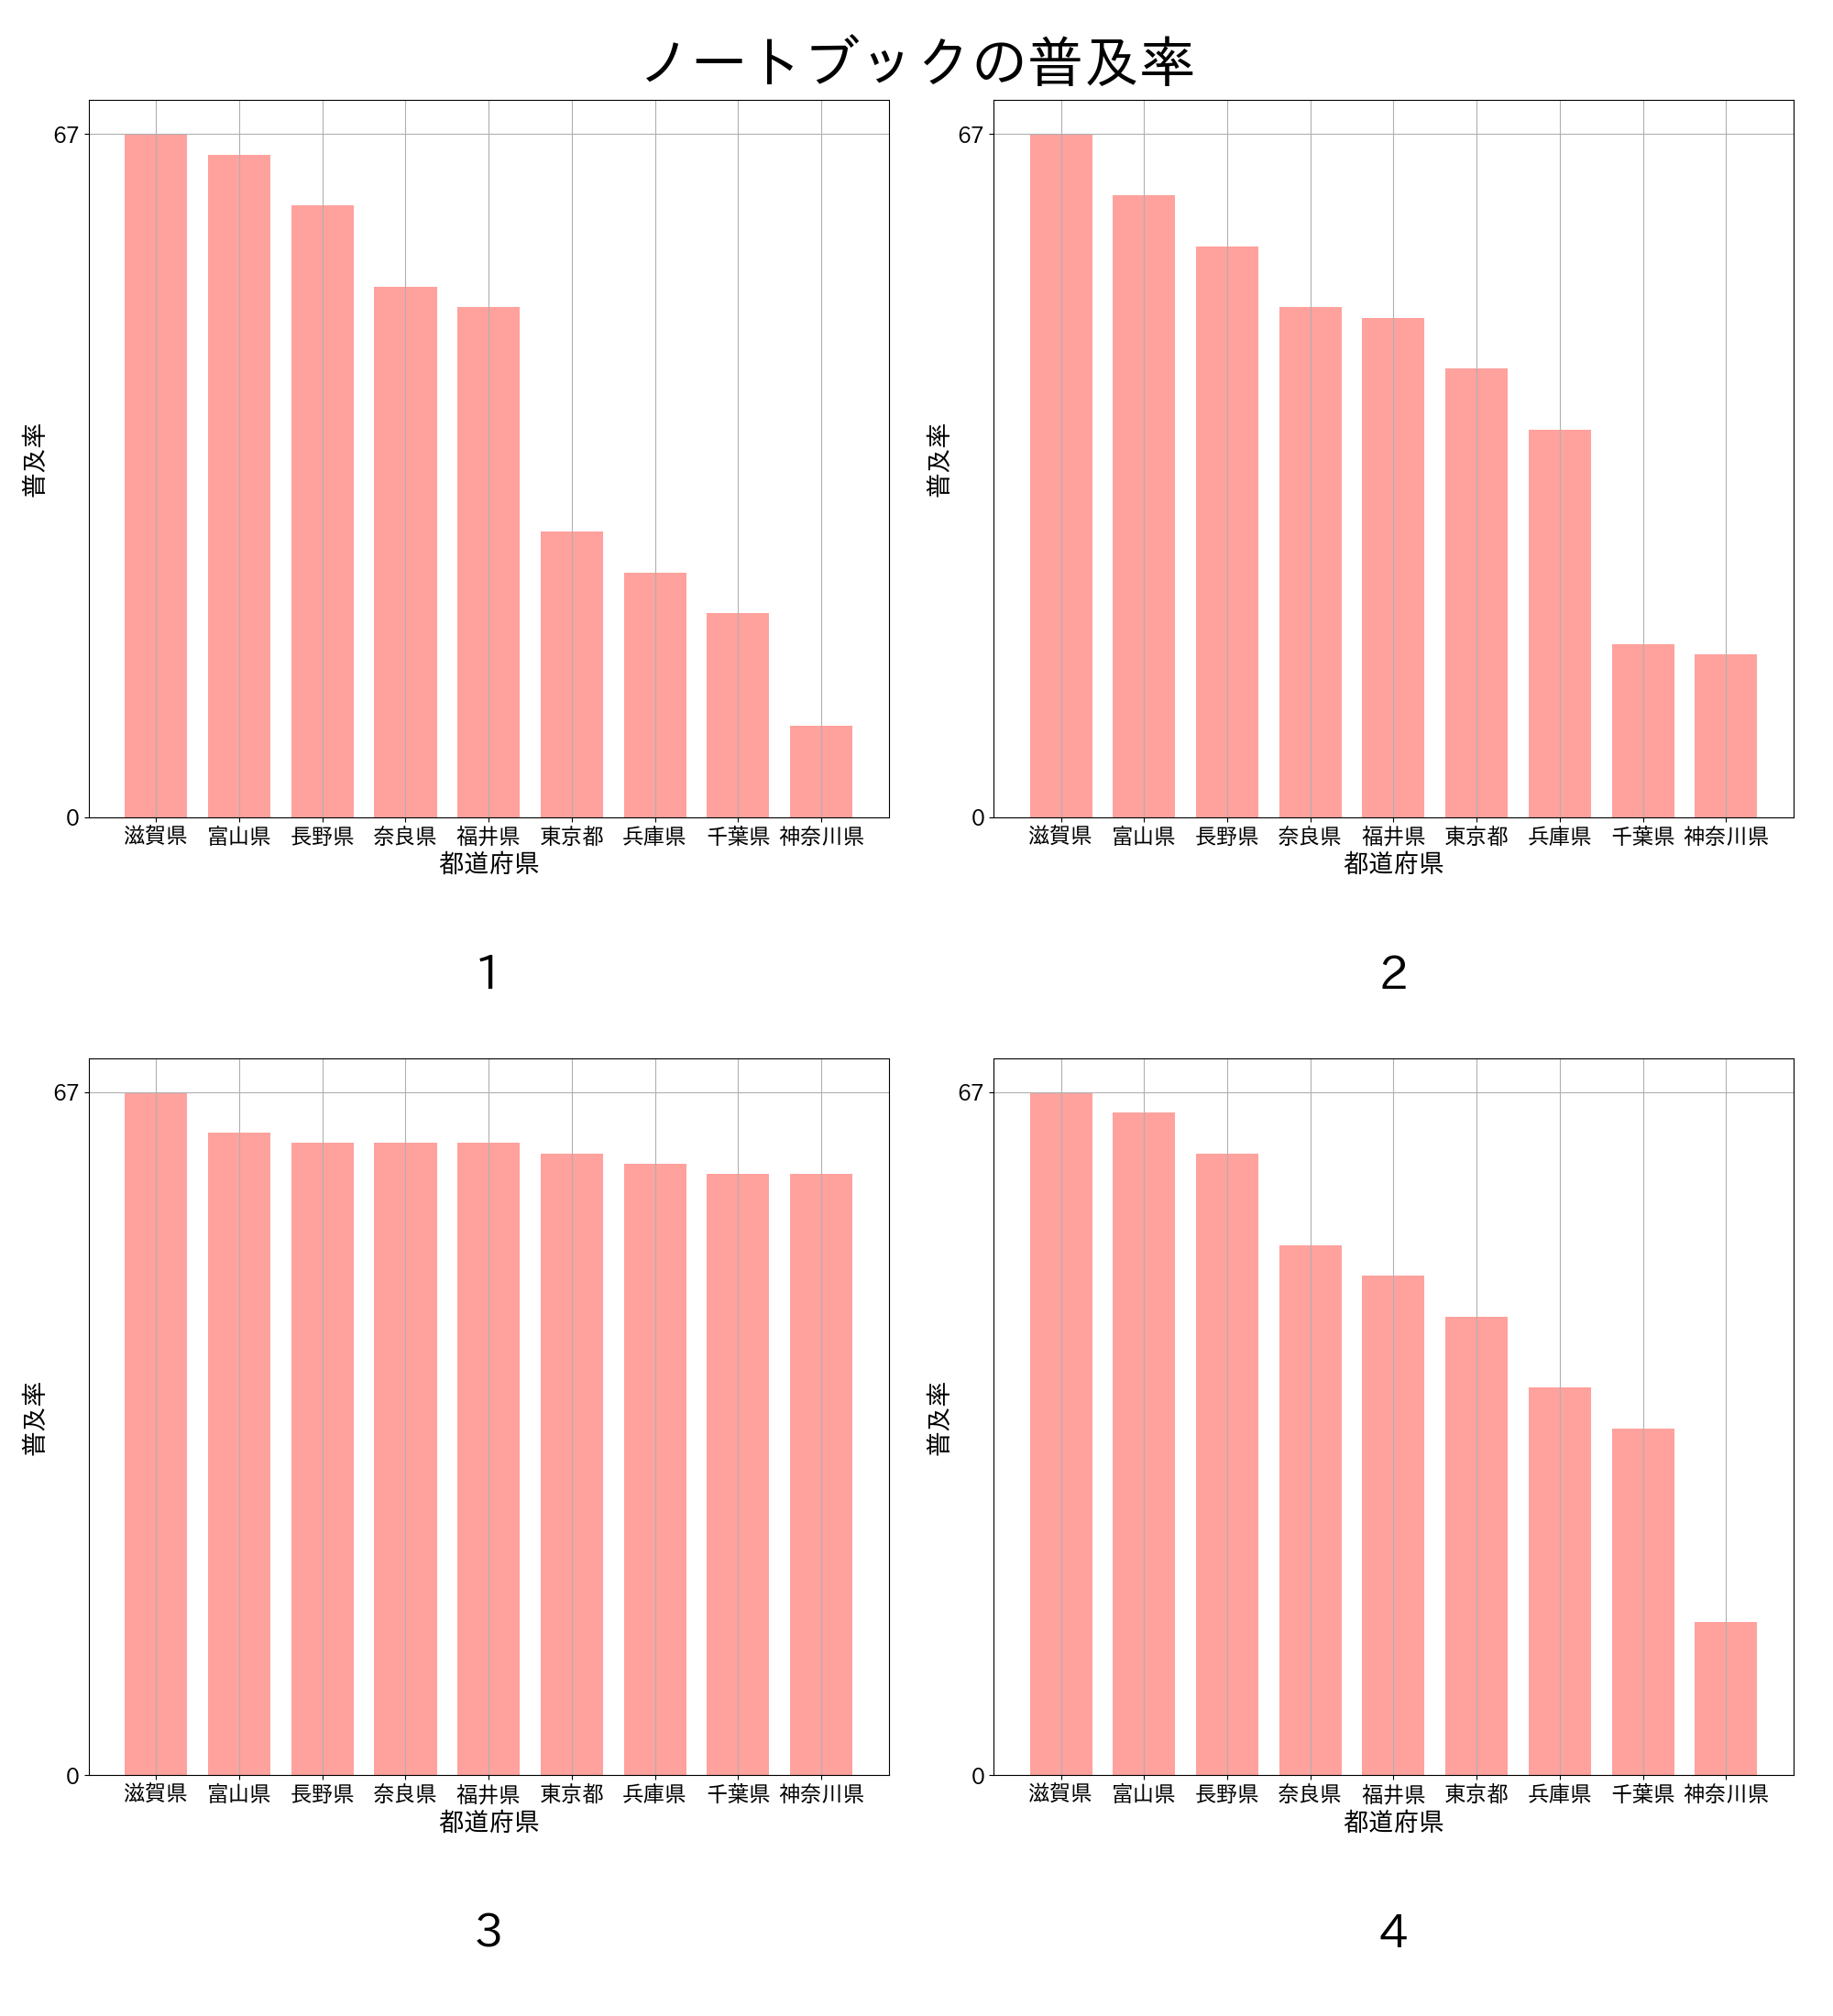 ノートブックの普及率
67
0
普及率
滋賀県 富山県 長野県 奈良県 福井県 東京都 兵庫県 千葉県 神奈川県
都道府県
1
67
0
普及率
滋賀県 富山県 長野県 奈良県 福井県 東京都 兵庫県 千葉県 神奈川県
都道府県
2
67
0
普及率
滋賀県 富山県 長野県 奈良県 福井県 東京都 兵庫県 千葉県 神奈川県
都道府県
3
67
0
普及率
滋賀県 富山県 長野県 奈良県 福井県 東京都 兵庫県 千葉県 神奈川県
都道府県
4